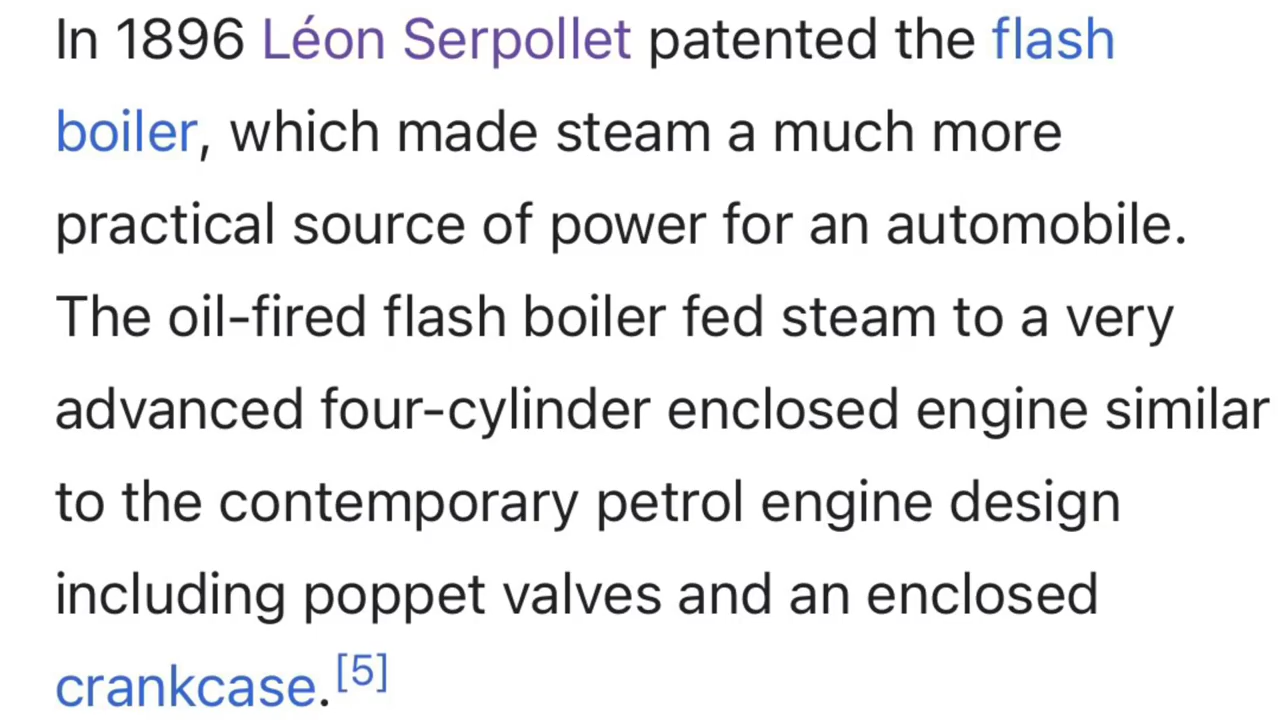 In 1896 Léon Serpollet patented the flash
boiler, which made steam a much more
practical source of power for an automobile.
The oil-fired flash boiler fed steam to a very
advanced four-cylinder enclosed engine similar
to the contemporary petrol engine design
including poppet valves and an enclosed
crankcase.[5]